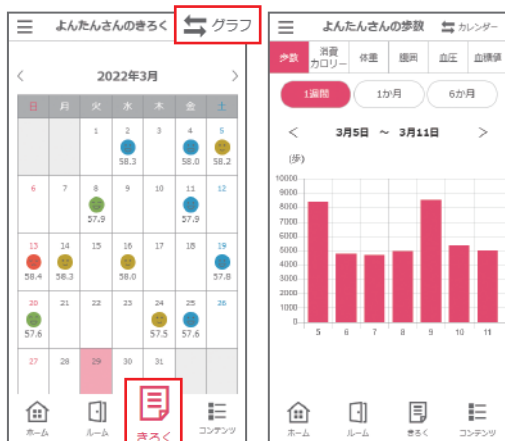 よんたんさんのきろく
グラフ
2022年3月
日 月 火 水 木 金 土
1 2 3 4 5
58.3 58.0 58.2
6 7 8 9 10 11 12
57.9 57.9
13 14 15 16 17 18 19
58.4 58.3 58.0 57.8
20 21 22 23 24 25 26
57.6 57.5 57.6
27 28 29 30 31
ホーム ルーム きろく コンテンツ
よんたんさんの歩数
カレンダー
歩数 消費カロリー 体重 腹囲 血圧 血糖値
1週間 1か月 6か月
< 3月5日 ～ 3月11日 >
(歩)
10000
9000
8000
7000
6000
5000
4000
3000
2000
1000
0
5 6 7 8 9 10 11
ホーム ルーム きろく コンテンツ